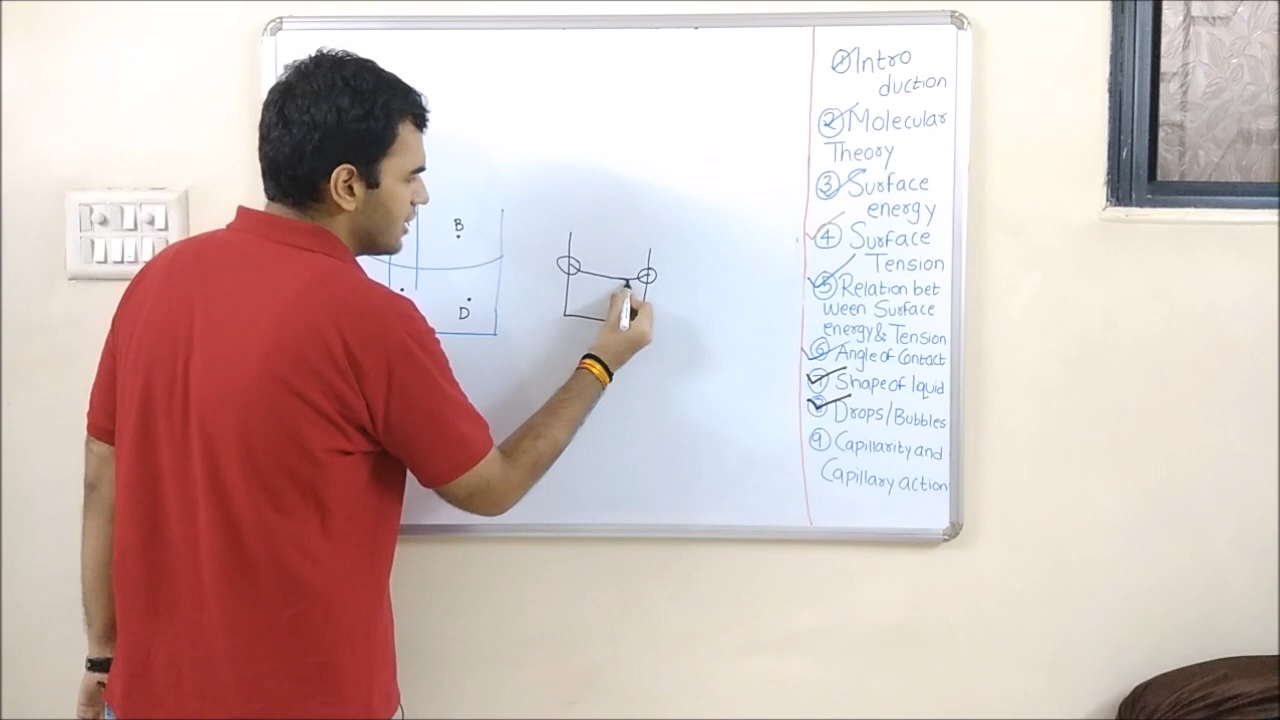 B
D
① Intro
duction
② Molecular
Theory
③ Surface
energy
④ Surface
Tension
⑤ Relation bet
ween Surface
energy & Tension
⑥ Angle of Contact
⑦ Shape of liquid
⑧ Drops/Bubbles
⑨ Capillarity and
Capillary action